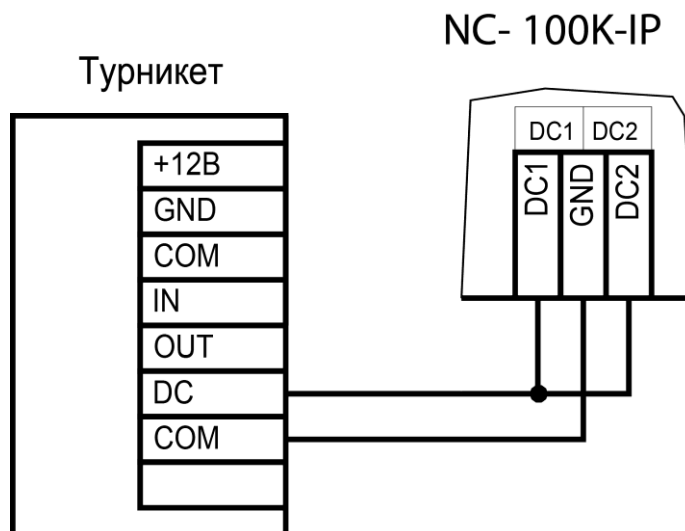 NC- 100K-IP
Турникет
DC1 DC2
DC1 GND DC2
+12В
GND
COM
IN
OUT
DC
COM